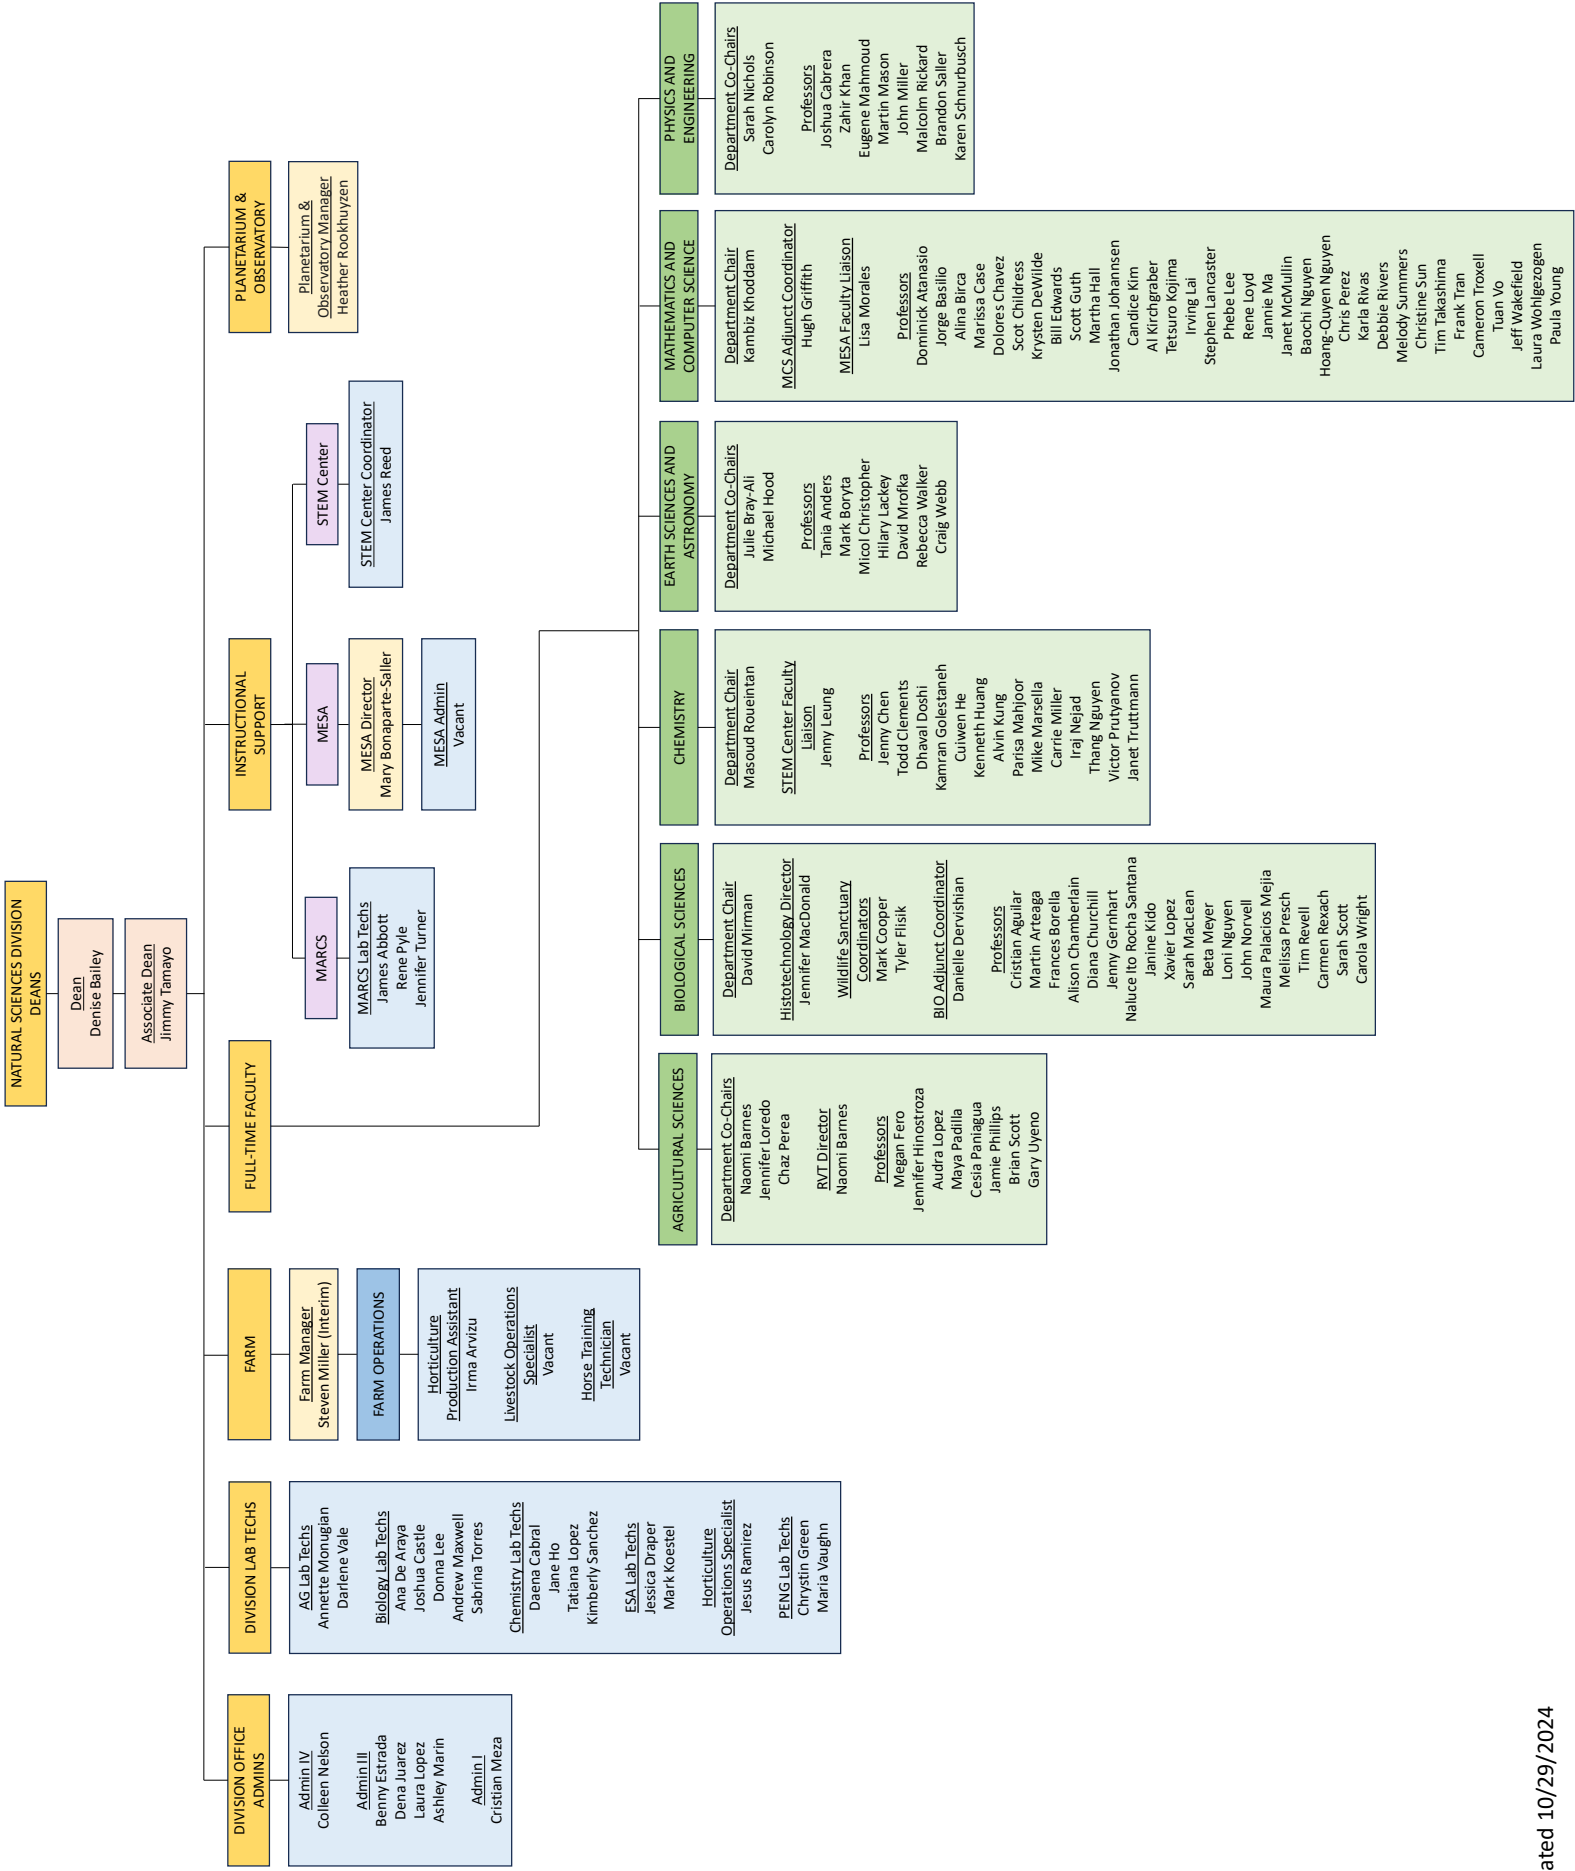 NATURAL SCIENCES DIVISION
DEANS
Dean
Denise Bailey
Associate Dean
Jimmy Tamayo
DIVISION OFFICE
ADMINS
Admin IV
Colleen Nelson
Admin III
Benny Estrada
Dena Juarez
Laura Lopez
Ashley Marin
Admin I
Cristian Meza
DIVISION LAB TECHS
AG Lab Techs
Annette Monugian
Darlene Vale
Biology Lab Techs
Ana De Araya
Joshua Castle
Donna Lee
Andrew Maxwell
Sabrina Torres
Chemistry Lab Techs
Daena Cabral
Jane Ho
Tatiana Lopez
Kimberly Sanchez
ESA Lab Techs
Jessica Draper
Mark Koestel
Horticulture
Operations Specialist
Jesus Ramirez
PENG Lab Techs
Chrystin Green
Maria Vaughn
FARM
Farm Manager
Steven Miller (Interim)
FARM OPERATIONS
Horticulture
Production Assistant
Irma Arvizu
Livestock Operations
Specialist
Vacant
Horse Training
Technician
Vacant
FULL-TIME FACULTY
INSTRUCTIONAL
SUPPORT
MARCS
MARCS Lab Techs
James Abbott
Rene Pyle
Jennifer Turner
MESA
MESA Director
Mary Bonaparte-Saller
MESA Admin
Vacant
STEM Center
STEM Center Coordinator
James Reed
PLANETARIUM &
OBSERVATORY
Planetarium &
Observatory Manager
Heather Rookhuyzen
AGRICULTURAL SCIENCES
Department Co-Chairs
Naomi Barnes
Jennifer Loredo
Chaz Perea
RVT Director
Naomi Barnes
Professors
Megan Fero
Jennifer Hinostroza
Audra Lopez
Maya Padilla
Cesia Paniagua
Jamie Phillips
Brian Scott
Gary Uyeno
BIOLOGICAL SCIENCES
Department Chair
David Mirman
Histotechnology Director
Jennifer MacDonald
Wildlife Sanctuary
Coordinators
Mark Cooper
Tyler Flisik
BIO Adjunct Coordinator
Danielle Dervishian
Professors
Cristian Aguilar
Martin Arteaga
Frances Borella
Alison Chamberlain
Diana Churchill
Jenny Gernhart
Naluce Ito Rocha Santana
Janine Kido
Xavier Lopez
Sarah MacLean
Beta Meyer
Loni Nguyen
John Norvell
Maura Palacios Mejia
Melissa Presch
Tim Revell
Carmen Rexach
Sarah Scott
Carola Wright
CHEMISTRY
Department Chair
Masoud Roueintan
STEM Center Faculty
Liaison
Jenny Leung
Professors
Jenny Chen
Todd Clements
Dhaval Doshi
Kamran Golestaneh
Cuiwen He
Kenneth Huang
Alvin Kung
Parisa Mahjoor
Mike Marsella
Carrie Miller
Iraj Nejad
Thang Nguyen
Victor Prutyanov
Janet Truttmann
EARTH SCIENCES AND
ASTRONOMY
Department Co-Chairs
Julie Bray-Ali
Michael Hood
Professors
Tania Anders
Mark Boryta
Micol Christopher
Hilary Lackey
David Mrofka
Rebecca Walker
Craig Webb
MATHEMATICS AND
COMPUTER SCIENCE
Department Chair
Kambiz Khoddam
MCS Adjunct Coordinator
Hugh Griffith
MESA Faculty Liaison
Lisa Morales
Professors
Dominick Atanasio
Jorge Basilio
Alina Birca
Marissa Case
Dolores Chavez
Scot Childress
Krysten DeWilde
Bill Edwards
Scott Guth
Martha Hall
Jonathan Johannsen
Candice Kim
Al Kirchgraber
Tetsuro Kojima
Irving Lai
Stephen Lancaster
Phebe Lee
Rene Loyd
Jannie Ma
Janet McMullin
Baochi Nguyen
Hoang-Quyen Nguyen
Chris Perez
Karla Rivas
Debbie Rivers
Melody Summers
Christine Sun
Tim Takashima
Frank Tran
Cameron Troxell
Tuan Vo
Jeff Wakefield
Laura Wohlgezogen
Paula Young
PHYSICS AND
ENGINEERING
Department Co-Chairs
Sarah Nichols
Carolyn Robinson
Professors
Joshua Cabrera
Zahir Khan
Eugene Mahmoud
Martin Mason
John Miller
Malcolm Rickard
Brandon Saller
Karen Schnurbusch
ated 10/29/2024